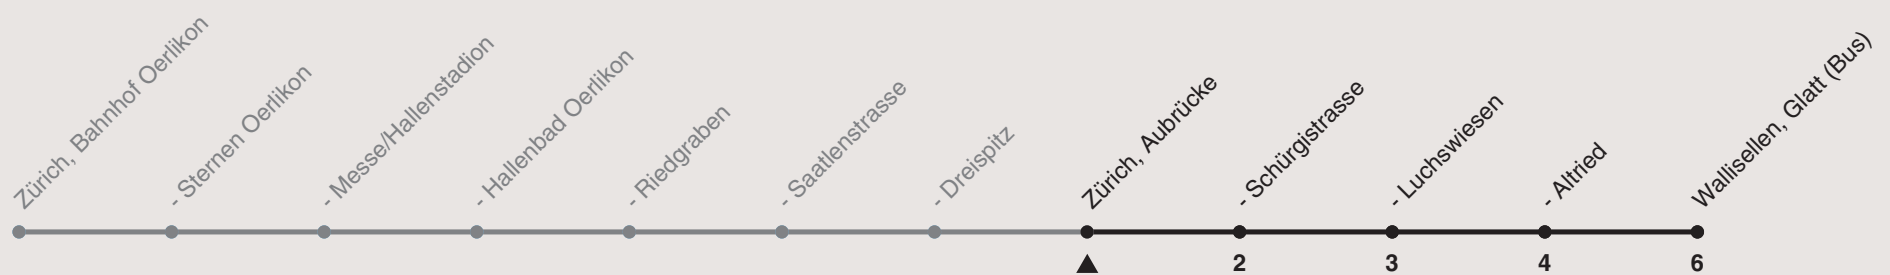 Zürich, Bahnhof Oerlikon
- Sternen Oerlikon
- Messe/Hallenstadion
- Hallenbad Oerlikon
- Riedgraben
- Saatlenstrasse
- Dreispitz
Zürich, Aubrücke
- Schürgistrasse
- Luchswiesen
- Altried
Wallisellen, Glatt (Bus)
2 3 4 6